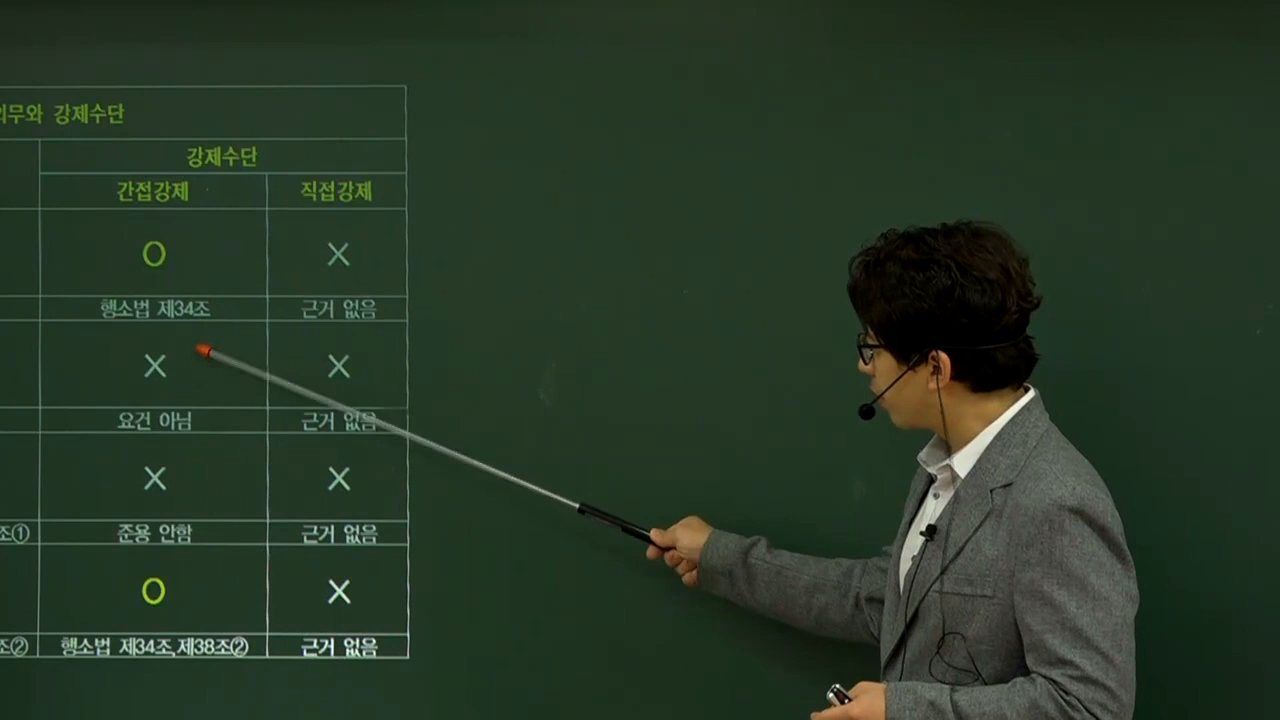 의무와 강제수단
강제수단
간접강제 직접강제
O X
행소법 제34조 근거 없음
X X
요건 아님 근거 없음
X X
조① 준용 안함 근거 없음
O X
조② 행소법 제34조,제38조② 근거 없음